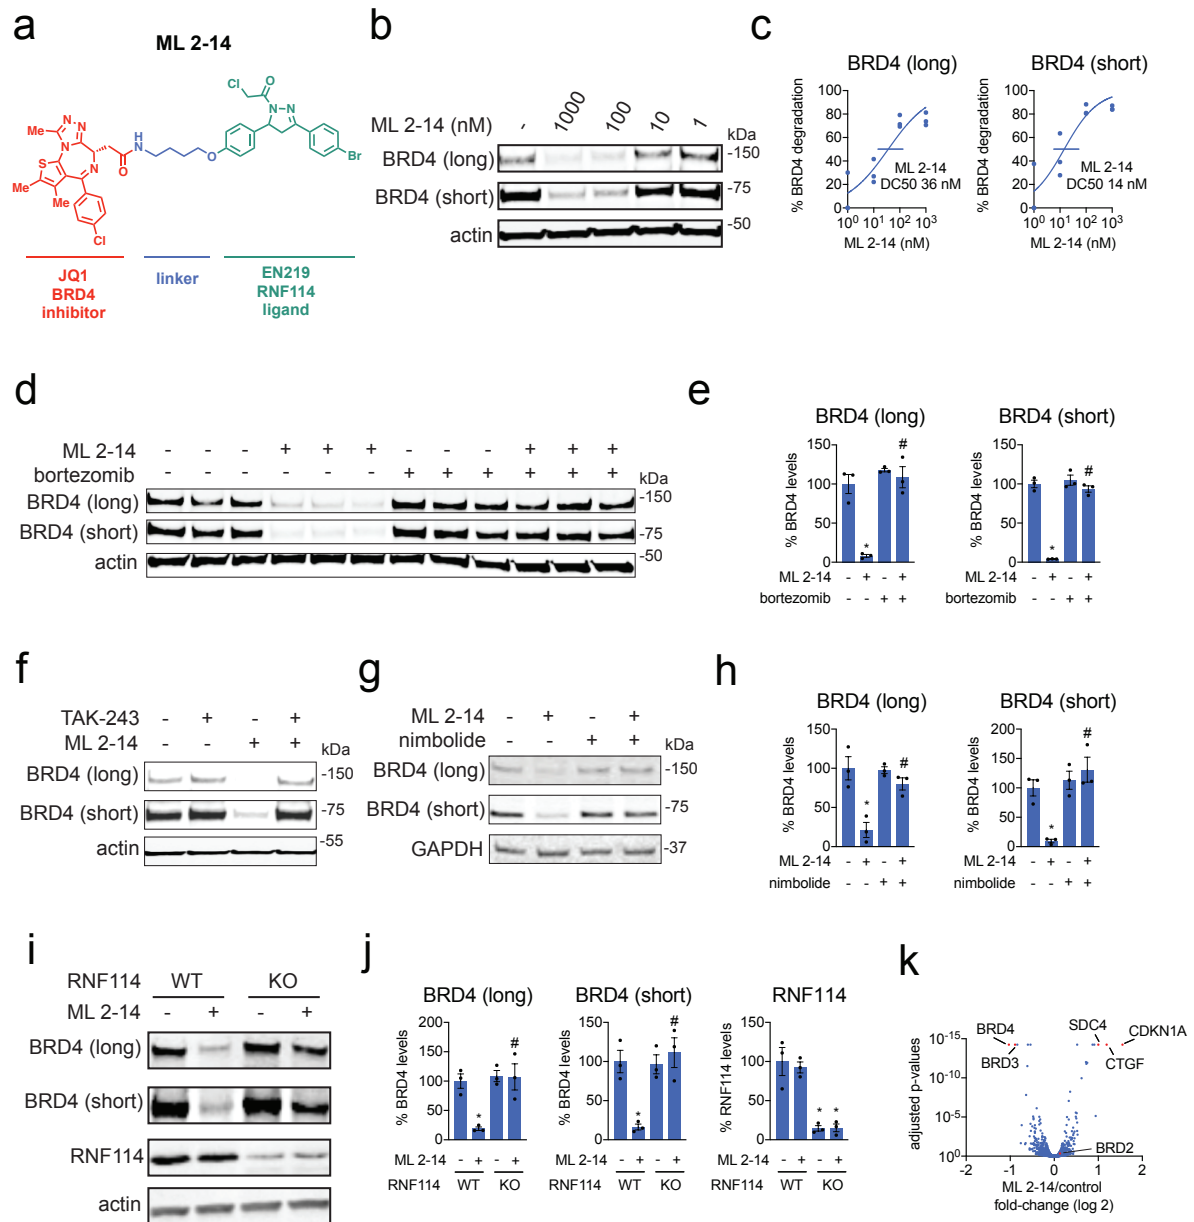 a
ML 2-14
Cl
O
N
N
Br
O
H
N
O
N
N
N
N
S
Me
Me
Me
Cl
JQ1
BRD4
inhibitor
linker
EN219
RNF114
ligand
b
ML 2-14 (nM)
- 1000 100 10 1
kDa
BRD4 (long)
-150
BRD4 (short)
-75
actin
-50
c
BRD4 (long)
% BRD4 degradation
100
80
60
40
20
0
ML 2-14
DC50 36 nM
10⁰ 10¹ 10² 10³
ML 2-14 (nM)
BRD4 (short)
% BRD4 degradation
100
80
60
40
20
0
ML 2-14
DC50 14 nM
10⁰ 10¹ 10² 10³
ML 2-14 (nM)
d
ML 2-14 - - - + + + - - - + + +
bortezomib - - - - - - + + + + + +
kDa
BRD4 (long)
-150
BRD4 (short)
-75
actin
-50
e
BRD4 (long)
% BRD4 levels
150
100
50
0
*
#
ML 2-14 - + - +
bortezomib - - + +
BRD4 (short)
% BRD4 levels
150
100
50
0
*
#
ML 2-14 - + - +
bortezomib - - + +
f
TAK-243 - + - +
ML 2-14 - - + +
kDa
BRD4 (long)
-150
BRD4 (short)
-75
actin
-55
g
ML 2-14 - + - +
nimbolide - - + +
kDa
BRD4 (long)
-150
BRD4 (short)
-75
GAPDH
-37
h
BRD4 (long)
% BRD4 levels
150
100
50
0
*
#
ML 2-14 - + - +
nimbolide - - + +
BRD4 (short)
% BRD4 levels
200
150
100
50
0
*
#
ML 2-14 - + - +
nimbolide - - + +
i
RNF114 WT KO
ML 2-14 - + - +
BRD4 (long)
BRD4 (short)
RNF114
actin
j
BRD4 (long)
% BRD4 levels
200
150
100
50
0
*
#
ML 2-14 - + - +
RNF114 WT KO
BRD4 (short)
% BRD4 levels
150
100
50
0
*
#
ML 2-14 - + - +
RNF114 WT KO
RNF114
% RNF114 levels
150
100
50
0
* *
ML 2-14 - + - +
RNF114 WT KO
k
adjusted p-values
10⁻¹⁵
10⁻¹⁰
10⁻⁵
10⁰
BRD4
BRD3
SDC4
CDKN1A
CTGF
BRD2
-2 -1 0 1 2
ML 2-14/control
fold-change (log 2)